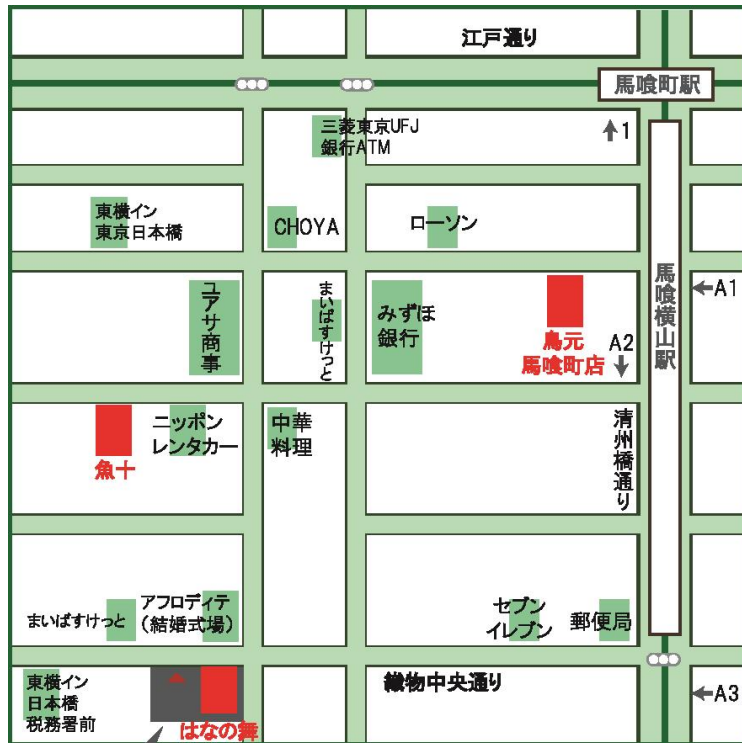 江戸通り
馬喰町駅
三菱東京UFJ
銀行ATM
1
東横イン
東京日本橋
CHOYA
ローソン
ユアサ商事
まいばすけっと
みずほ
銀行
鳥元
馬喰町店
A2
馬喰横山駅
A1
魚十
ニッポン
レンタカー
中華
料理
清州橋通り
まいばすけっと
アフロディテ
(結婚式場)
セブン
イレブン
郵便局
東横イン
日本橋
税務署前
はなの舞
織物中央通り
A3